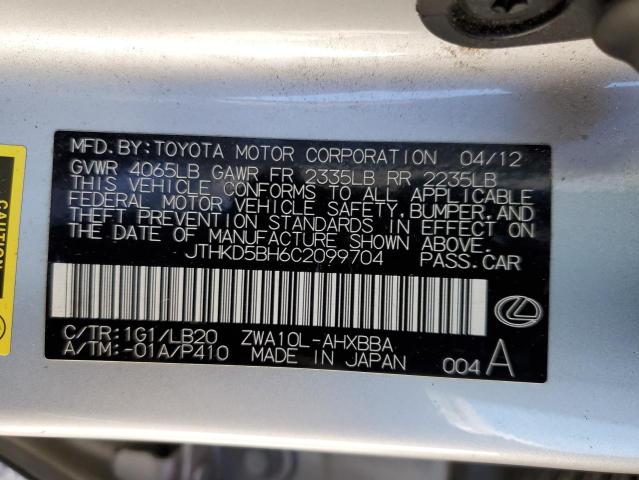 MFD. BY: TOYOTA MOTOR CORPORATION 04/12
GVWR 4065LB GAWR FR 2335LB RR 2235LB
THIS VEHICLE CONFORMS TO ALL APPLICABLE
FEDERAL MOTOR VEHICLE SAFETY, BUMPER, AND
THEFT PREVENTION STANDARDS IN EFFECT ON
THE DATE OF MANUFACTURE SHOWN ABOVE.
JTHKD5BH6C2099704 PASS. CAR
C/TR: 1G1/LB20 ZWA10L-AHXBBA
A/TM: -01A/P410 MADE IN JAPAN 004 A
CAUTION